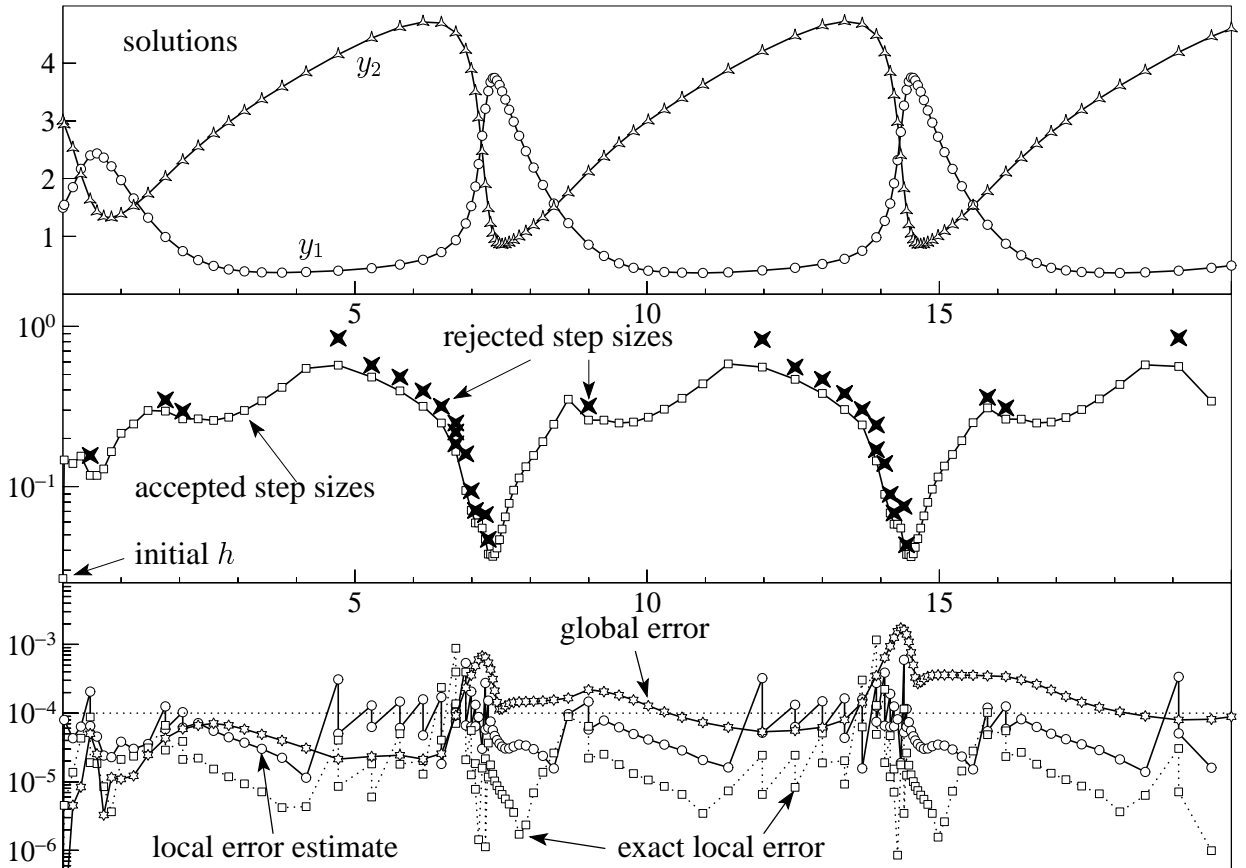 solutions
4
y₂
3
2
1
y₁
5 10 15
10⁰
rejected step sizes
accepted step sizes
10⁻¹
initial h
5 10 15
10⁻³
global error
10⁻⁴
10⁻⁵
local error estimate
exact local error
10⁻⁶